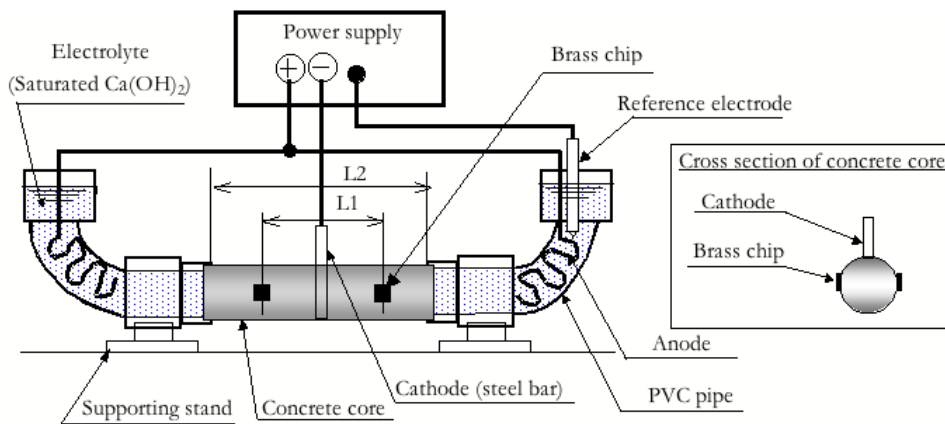 Power supply
Electrolyte
(Saturated Ca(OH)₂)
+
−
Brass chip
Reference electrode
L2
L1
Cross section of concrete core
Cathode
Brass chip
Anode
Cathode (steel bar)
PVC pipe
Supporting stand
Concrete core